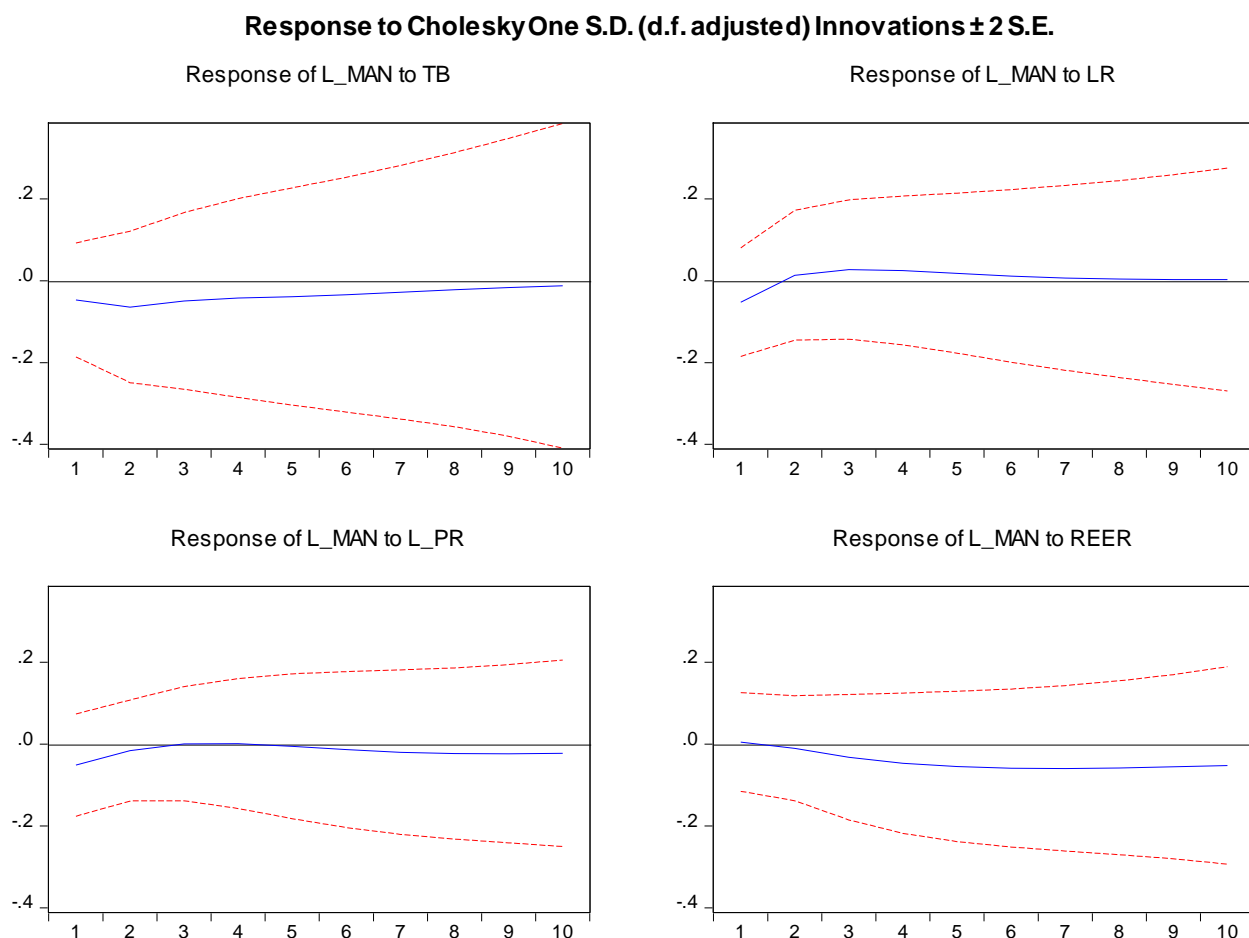 Response to Cholesky One S.D. (d.f. adjusted) Innovations ± 2 S.E.
Response of L_MAN to TB
.2
.0
-.2
-.4
1 2 3 4 5 6 7 8 9 10
Response of L_MAN to LR
.2
.0
-.2
-.4
1 2 3 4 5 6 7 8 9 10
Response of L_MAN to L_PR
.2
.0
-.2
-.4
1 2 3 4 5 6 7 8 9 10
Response of L_MAN to REER
.2
.0
-.2
-.4
1 2 3 4 5 6 7 8 9 10